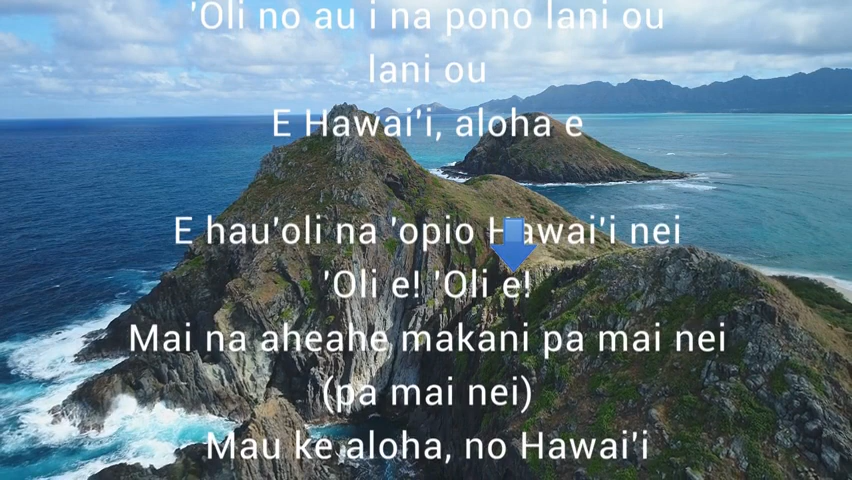 'Oli no au i na pono lani ou
lani ou
E Hawai'i, aloha e
E hau'oli na 'opio Hawai'i nei
'Oli e! 'Oli e!
Mai na aheahe makani pa mai nei
(pa mai nei)
Mau ke aloha, no Hawai'i